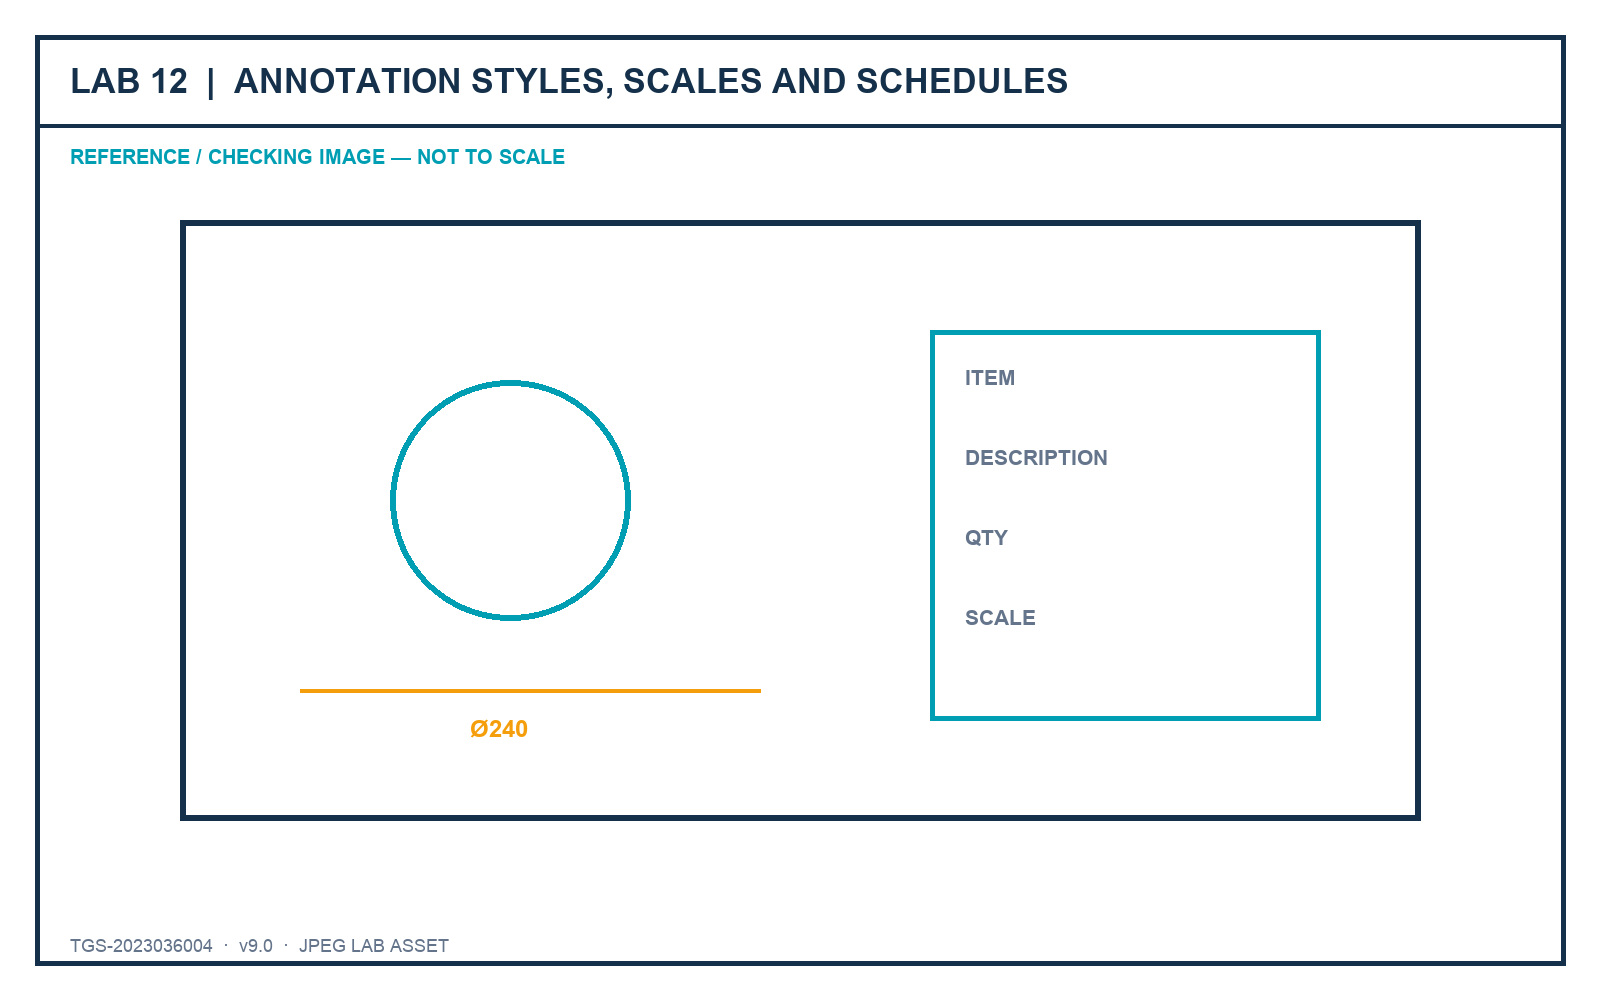 LAB 12 | ANNOTATION STYLES, SCALES AND SCHEDULES
REFERENCE / CHECKING IMAGE — NOT TO SCALE
ITEM
DESCRIPTION
QTY
SCALE
Ø240
TGS-2023036004 · v9.0 · JPEG LAB ASSET